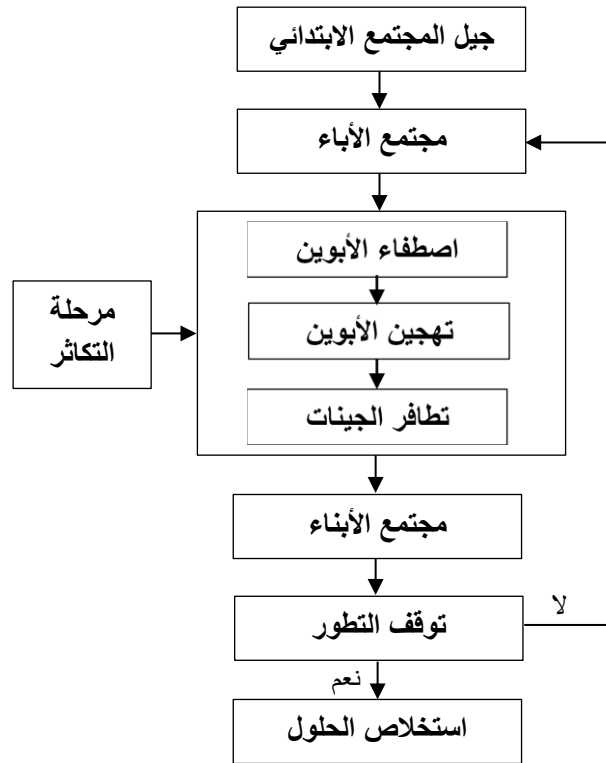 جيل المجتمع الابتدائي
مجتمع الأباء
اصطفاء الأبوين
تهجين الأبوين
تطافر الجينات
مرحلة
التكاثر
مجتمع الأبناء
توقف التطور
لا
نعم
استخلاص الحلول